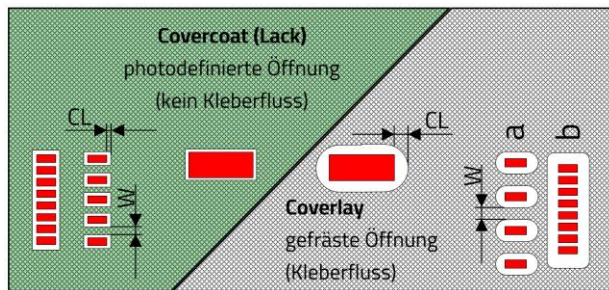 Covercoat (Lack)
photodefinierte Öffnung
(kein Kleberfluss)
CL
W
CL
Coverlay
gefräste Öffnung
(Kleberfluss)
W
a
b